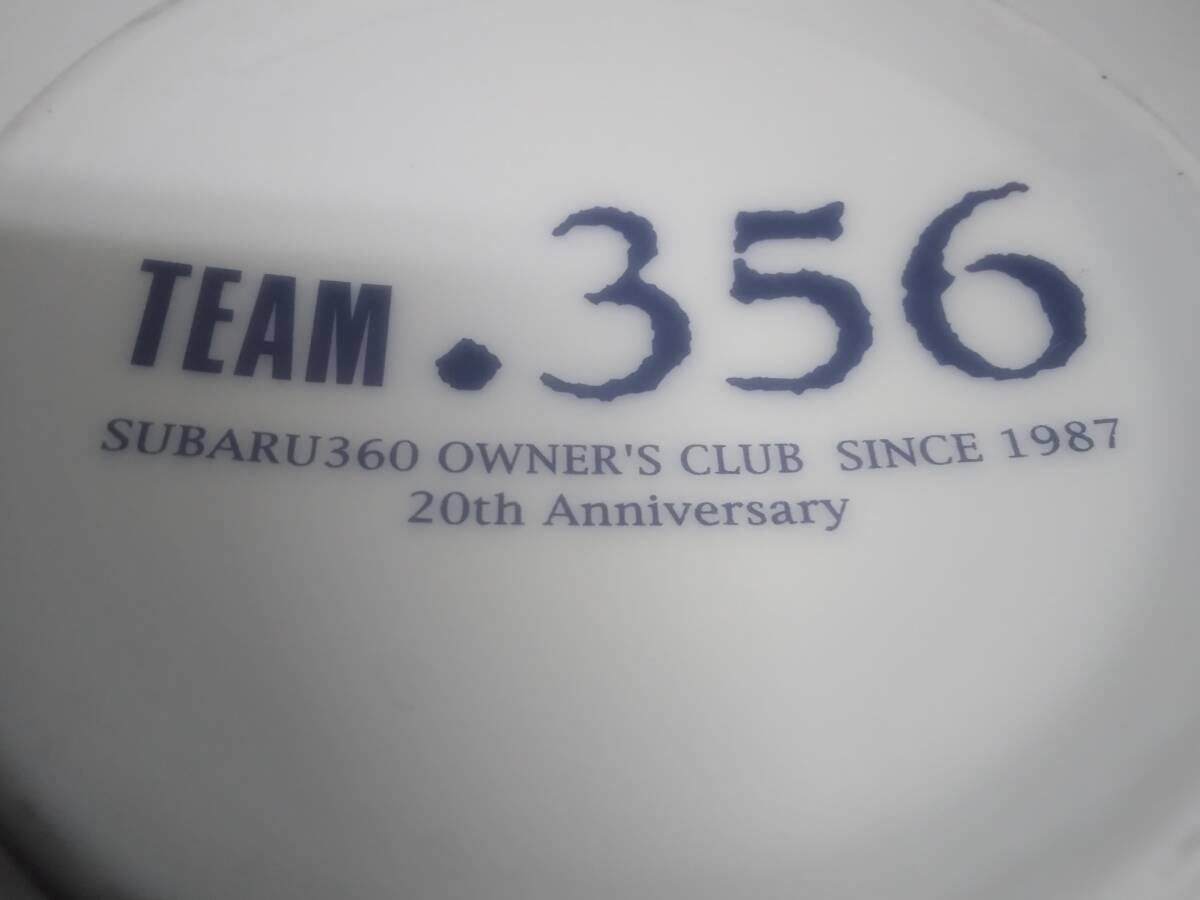 TEAM .356
SUBARU360 OWNER'S CLUB SINCE 1987
20th Anniversary